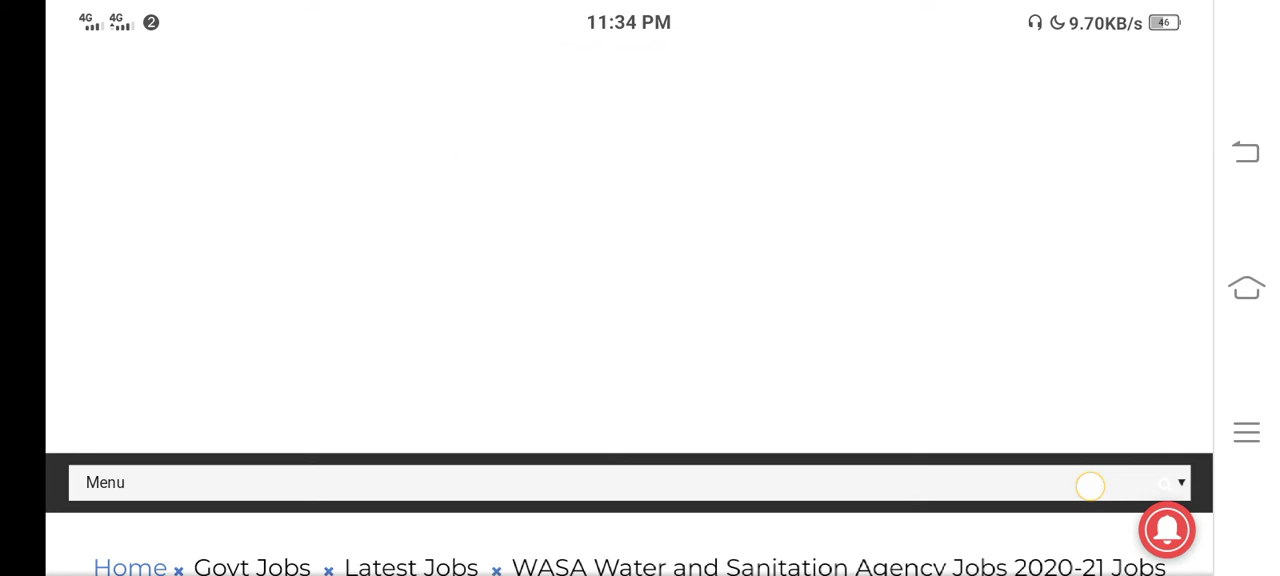 4G 4G 2 11:34 PM 9.70KB/s 46
Menu
Home × Govt Jobs × Latest Jobs × WASA Water and Sanitation Agency Jobs 2020-21 Jobs